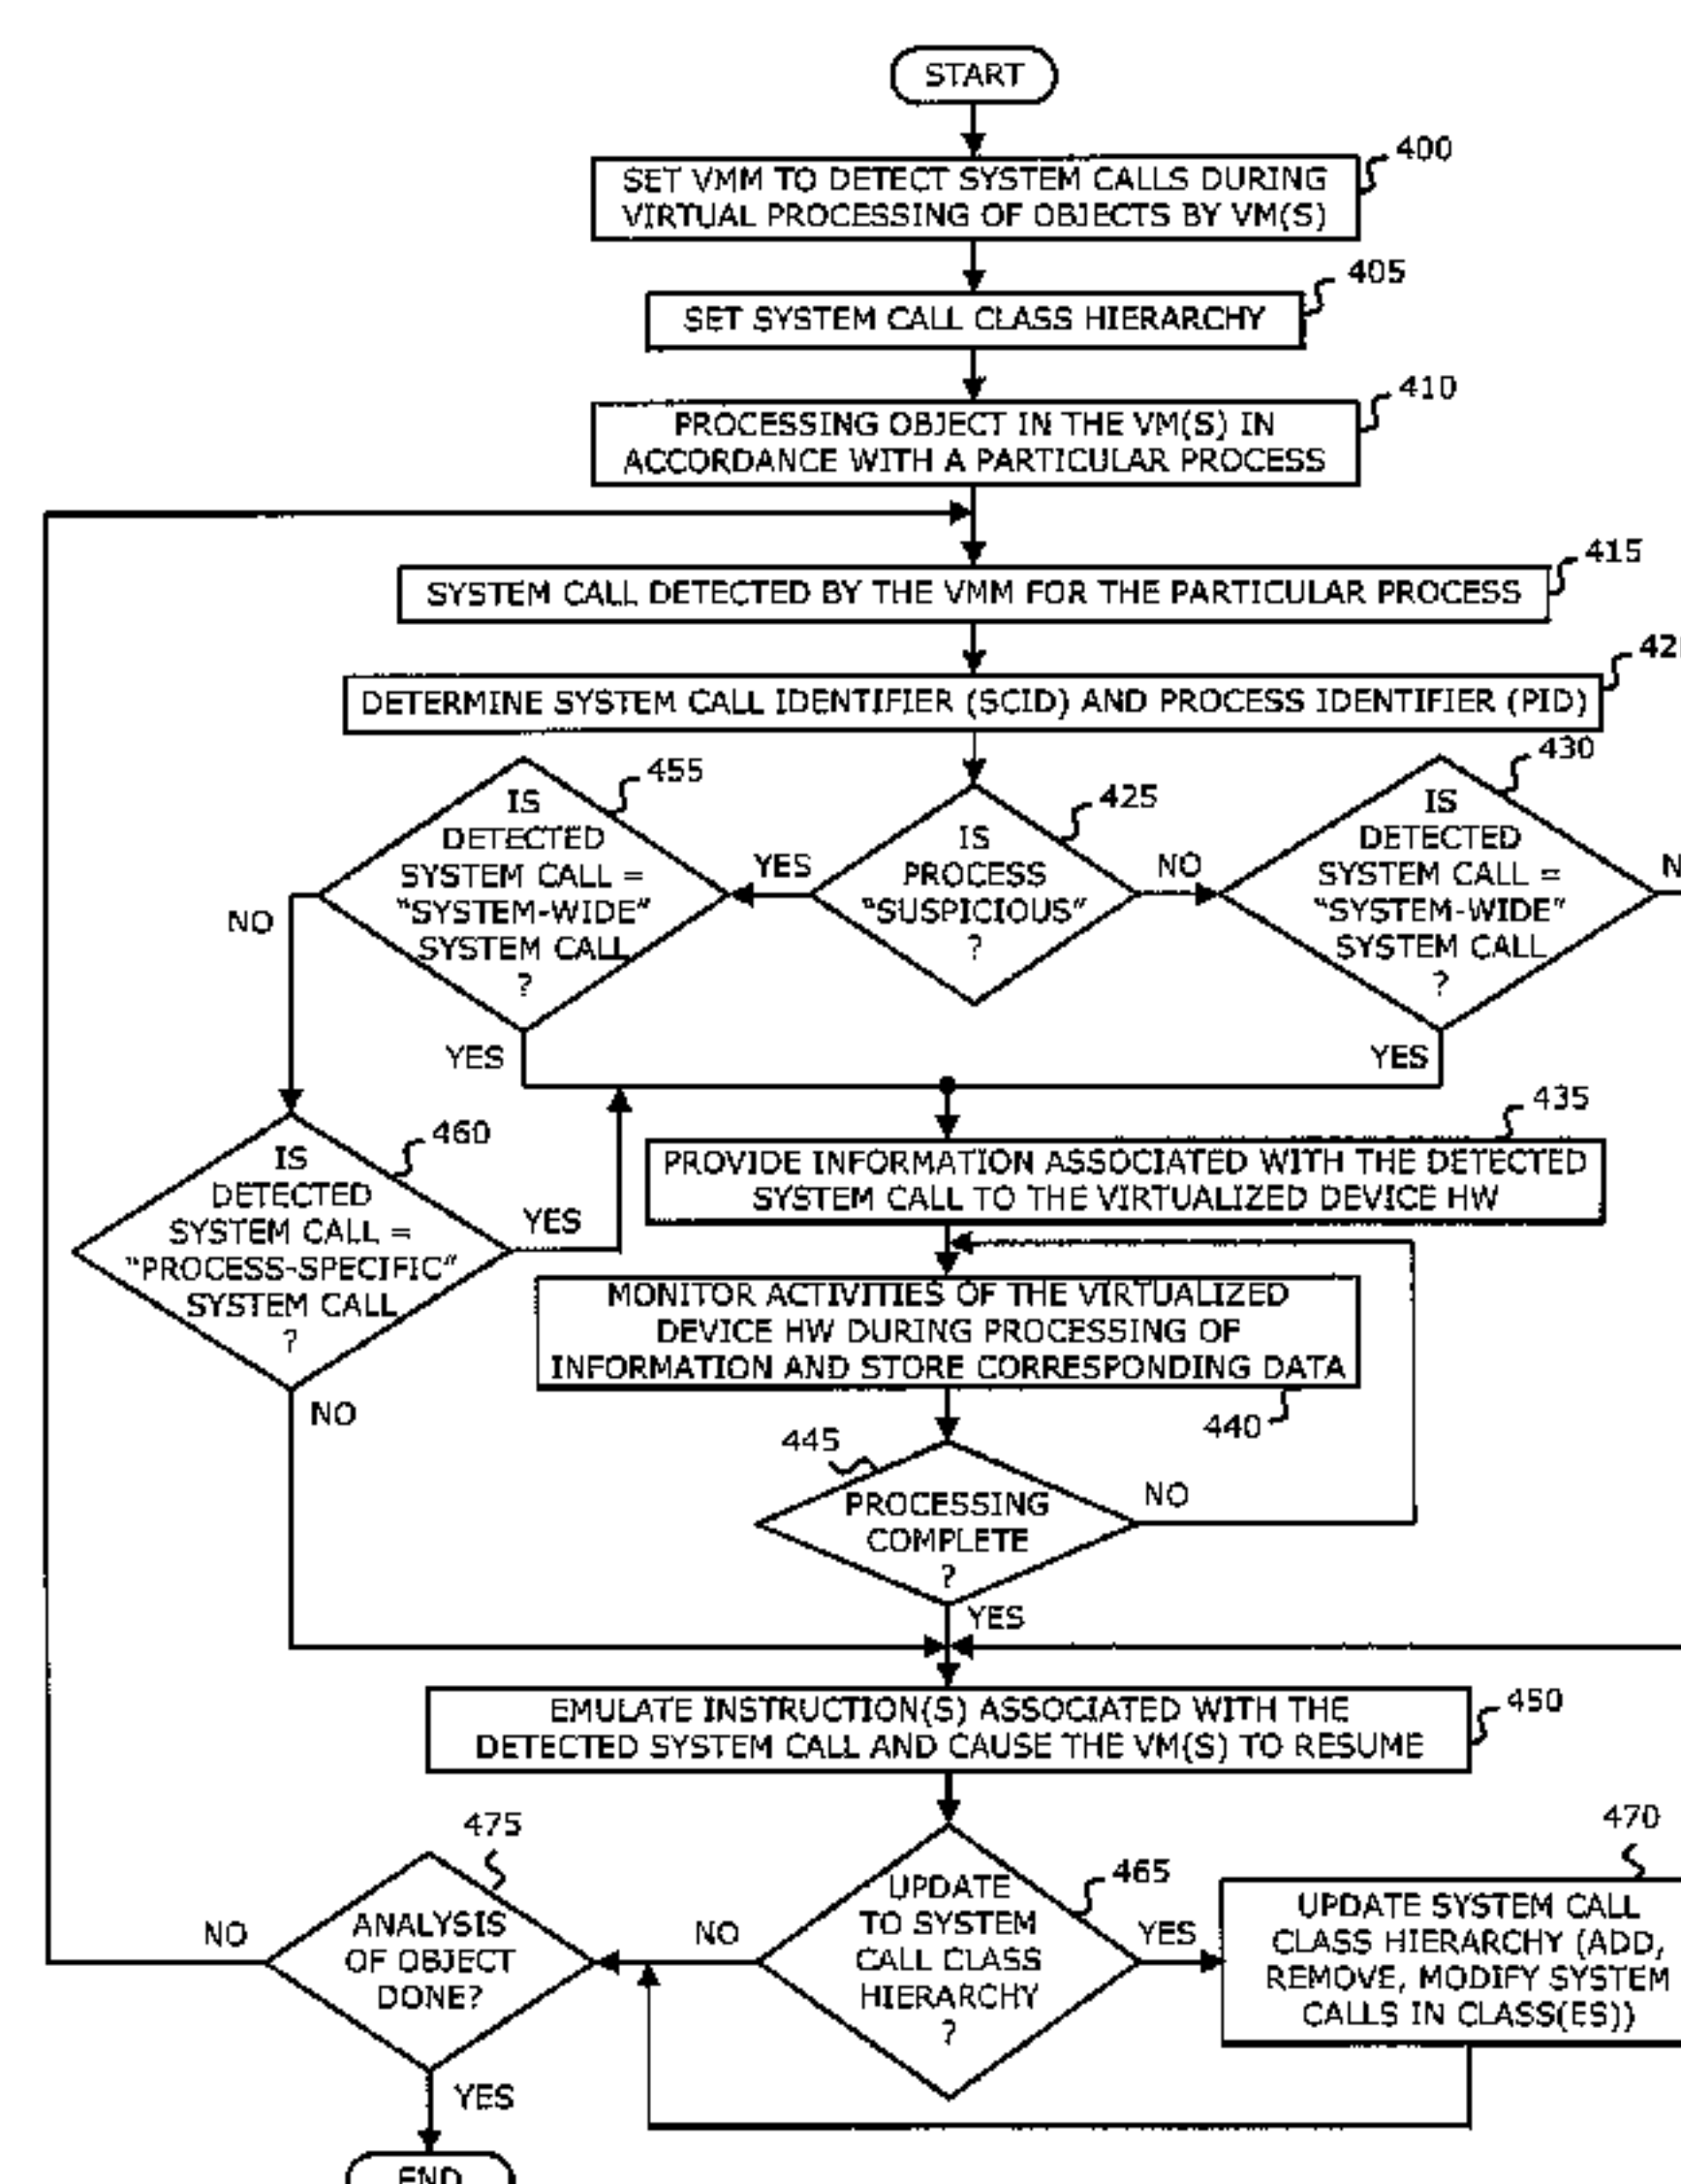 START
400
SET VMM TO DETECT SYSTEM CALLS DURING
VIRTUAL PROCESSING OF OBJECTS BY VM(S)
405
SET SYSTEM CALL CLASS HIERARCHY
410
PROCESSING OBJECT IN THE VM(S) IN
ACCORDANCE WITH A PARTICULAR PROCESS
415
SYSTEM CALL DETECTED BY THE VMM FOR THE PARTICULAR PROCESS
DETERMINE SYSTEM CALL IDENTIFIER (SCID) AND PROCESS IDENTIFIER (PID)
455
IS
DETECTED
SYSTEM CALL =
"SYSTEM-WIDE"
SYSTEM CALL
?
NO
YES
YES
425
IS
PROCESS
"SUSPICIOUS"
?
NO
430
IS
DETECTED
SYSTEM CALL =
"SYSTEM-WIDE"
SYSTEM CALL
?
YES
460
IS
DETECTED
SYSTEM CALL =
"PROCESS-SPECIFIC"
SYSTEM CALL
?
YES
NO
435
PROVIDE INFORMATION ASSOCIATED WITH THE DETECTED
SYSTEM CALL TO THE VIRTUALIZED DEVICE HW
MONITOR ACTIVITIES OF THE VIRTUALIZED
DEVICE HW DURING PROCESSING OF
INFORMATION AND STORE CORRESPONDING DATA
440
445
PROCESSING
COMPLETE
?
NO
YES
EMULATE INSTRUCTION(S) ASSOCIATED WITH THE
DETECTED SYSTEM CALL AND CAUSE THE VM(S) TO RESUME
450
475
ANALYSIS
OF OBJECT
DONE?
NO
YES
NO
465
UPDATE
TO SYSTEM
CALL CLASS
HIERARCHY
?
YES
470
UPDATE SYSTEM CALL
CLASS HIERARCHY (ADD,
REMOVE, MODIFY SYSTEM
CALLS IN CLASS(ES))
END